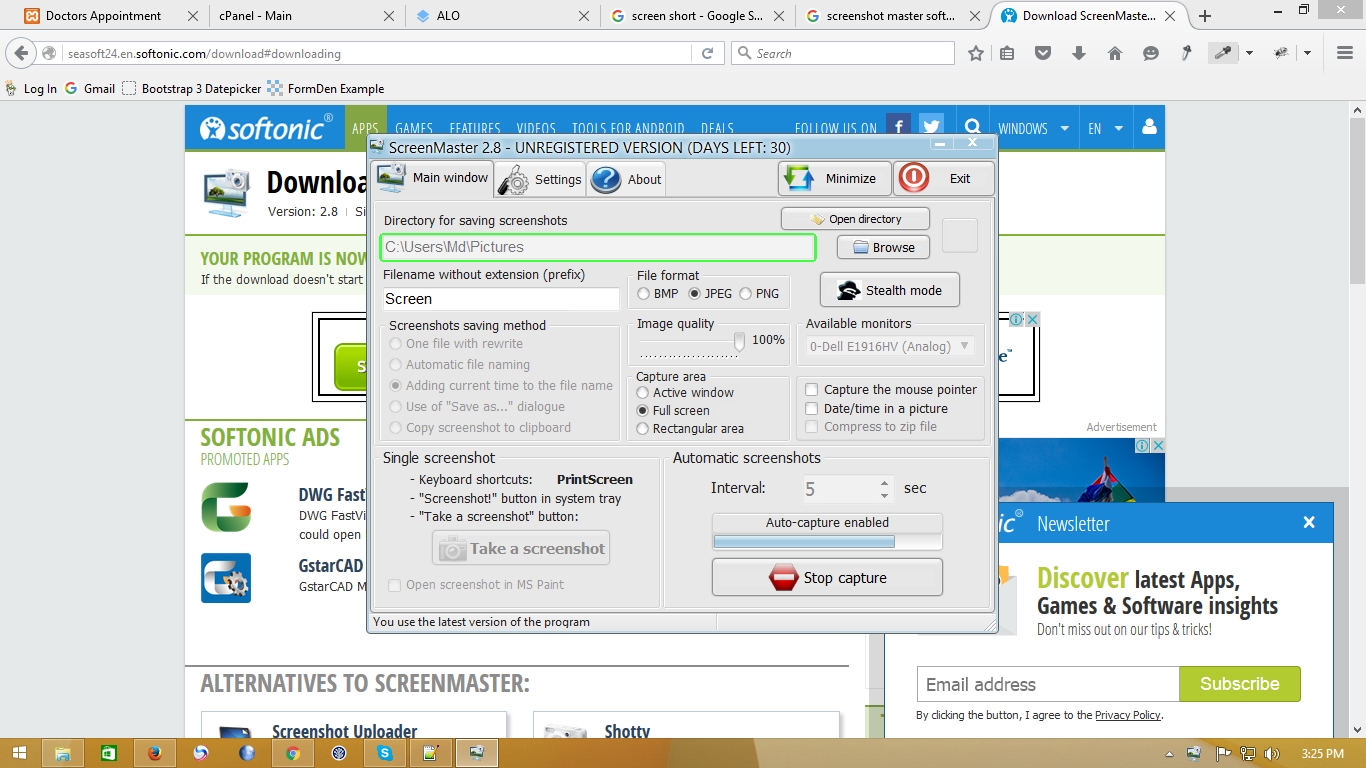 Doctors Appointment
cPanel - Main
ALO
screen short - Google S...
screenshot master soft...
Download ScreenMaste...
seasoft24.en.softonic.com/download#downloading
Search
Log In
Gmail
Bootstrap 3 Datepicker
FormDen Example
softonic®
APPS
GAMES
FEATURES
VIDEOS
TOOLS FOR ANDROID
DEALS
FOLLOW US ON
WINDOWS
EN
Downloa
Version: 2.8
YOUR PROGRAM IS NOW
If the download doesn't start
ScreenMaster 2.8 - UNREGISTERED VERSION (DAYS LEFT: 30)
Main window
Settings
About
Minimize
Exit
Directory for saving screenshots
Open directory
C:\Users\Md\Pictures
Browse
Filename without extension (prefix)
Screen
File format
BMP
JPEG
PNG
Stealth mode
Screenshots saving method
One file with rewrite
Automatic file naming
Adding current time to the file name
Use of "Save as..." dialogue
Copy screenshot to clipboard
Image quality
100%
Available monitors
0-Dell E1916HV (Analog)
Capture area
Active window
Full screen
Rectangular area
Capture the mouse pointer
Date/time in a picture
Compress to zip file
Single screenshot
- Keyboard shortcuts: PrintScreen
- "Screenshot!" button in system tray
- "Take a screenshot" button:
Take a screenshot
Open screenshot in MS Paint
Automatic screenshots
Interval: 5 sec
Auto-capture enabled
Stop capture
You use the latest version of the program
Advertisement
SOFTONIC ADS
PROMOTED APPS
DWG Fast
DWG FastVi
could open
GstarCAD
GstarCAD M
ALTERNATIVES TO SCREENMASTER:
Screenshot Uploader
Shotty
Newsletter
Discover latest Apps,
Games & Software insights
Don't miss out on our tips & tricks!
Email address
Subscribe
By clicking the button, I agree to the Privacy Policy.
3:25 PM